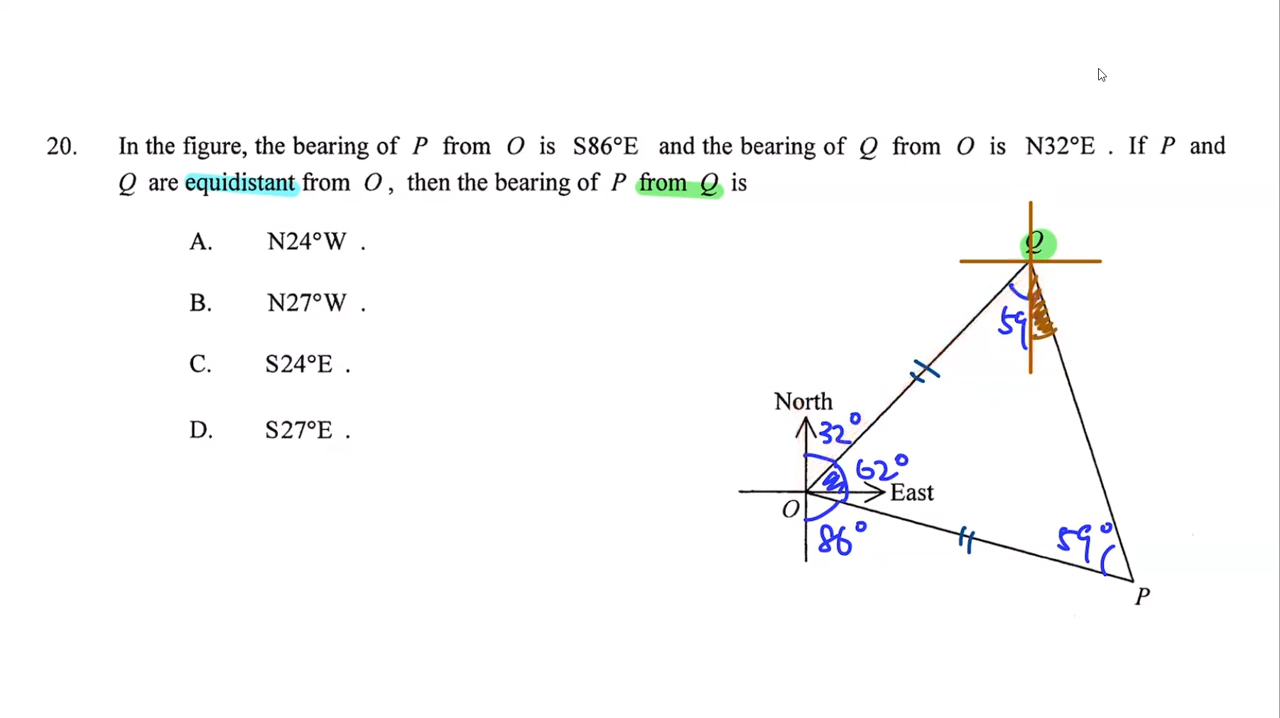 20. In the figure, the bearing of P from O is S86°E and the bearing of Q from O is N32°E . If P and
Q are equidistant from O , then the bearing of P from Q is
A. N24°W .
B. N27°W .
C. S24°E .
D. S27°E .
Q
59
North
32°
62°
East
O
86°
59°
P